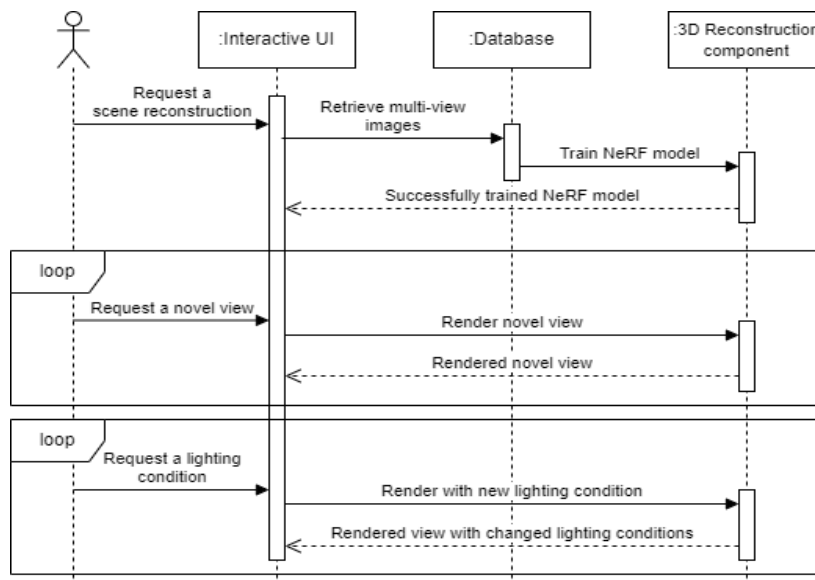 :Interactive UI
:Database
:3D Reconstruction
component
Request a
scene reconstruction
Retrieve multi-view
images
Train NeRF model
Successfully trained NeRF model
loop
Request a novel view
Render novel view
Rendered novel view
loop
Request a lighting
condition
Render with new lighting condition
Rendered view with changed lighting conditions